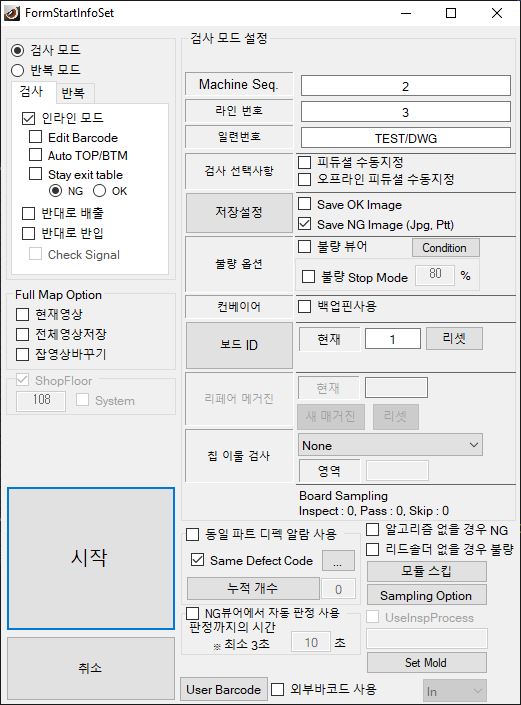 FormStartInfoSet
검사 모드
반복 모드
검사
반복
인라인 모드
Edit Barcode
Auto TOP/BTM
Stay exit table
NG
OK
반대로 배출
반대로 반입
Check Signal
Full Map Option
현재영상
전체영상저장
잡영상바꾸기
ShopFloor
108
System
시작
취소
검사 모드 설정
Machine Seq.
2
라인 번호
3
일련번호
TEST/DWG
검사 선택사항
피듀셜 수동지정
오프라인 피듀셜 수동지정
저장설정
Save OK Image
Save NG Image (Jpg, Ptt)
불량 옵션
불량 뷰어
Condition
불량 Stop Mode
80
%
컨베이어
백업핀사용
보드 ID
현재
1
리셋
리페어 메거진
현재
새 매거진
리셋
칩 이물 검사
None
영역
Board Sampling
Inspect : 0, Pass : 0, Skip : 0
동일 파트 디펙 알람 사용
Same Defect Code
...
누적 개수
0
알고리즘 없을 경우 NG
리드솔더 없을 경우 불량
모듈 스킵
Sampling Option
UseInspProcess
Set Mold
NG뷰어에서 자동 판정 사용
판정까지의 시간
※ 최소 3초
10
초
User Barcode
외부바코드 사용
In